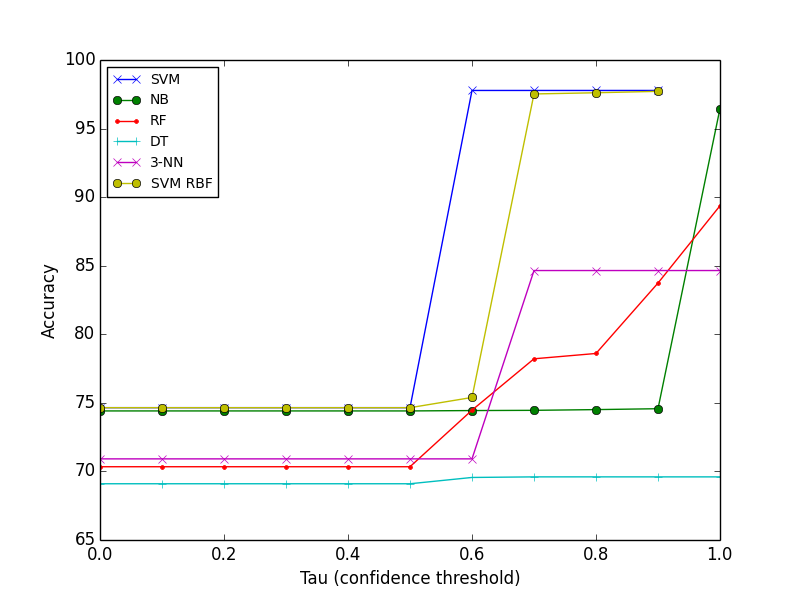 100
95
90
85
80
75
70
65
0.0 0.2 0.4 0.6 0.8 1.0
Accuracy
Tau (confidence threshold)
SVM
NB
RF
DT
3-NN
SVM RBF